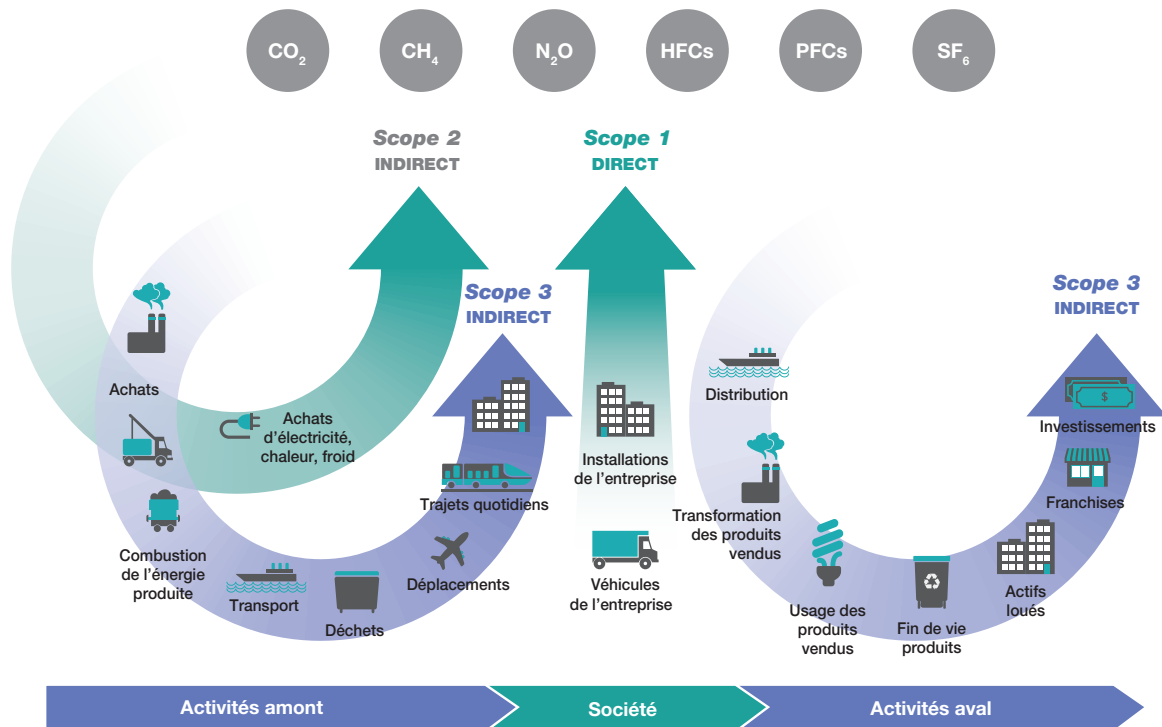 CO₂ CH₄ N₂O HFCs PFCs SF₆
Scope 2
INDIRECT
Scope 1
DIRECT
Scope 3
INDIRECT
Scope 3
INDIRECT
Achats
Achats
d'électricité,
chaleur, froid
Combustion
de l'énergie
produite
Transport
Déchets
Déplacements
Trajets quotidiens
Installations
de l'entreprise
Véhicules
de l'entreprise
Distribution
Transformation
des produits
vendus
Usage des
produits
vendus
Fin de vie
produits
Actifs
loués
Franchises
$
Investissements
Activités amont
Société
Activités aval